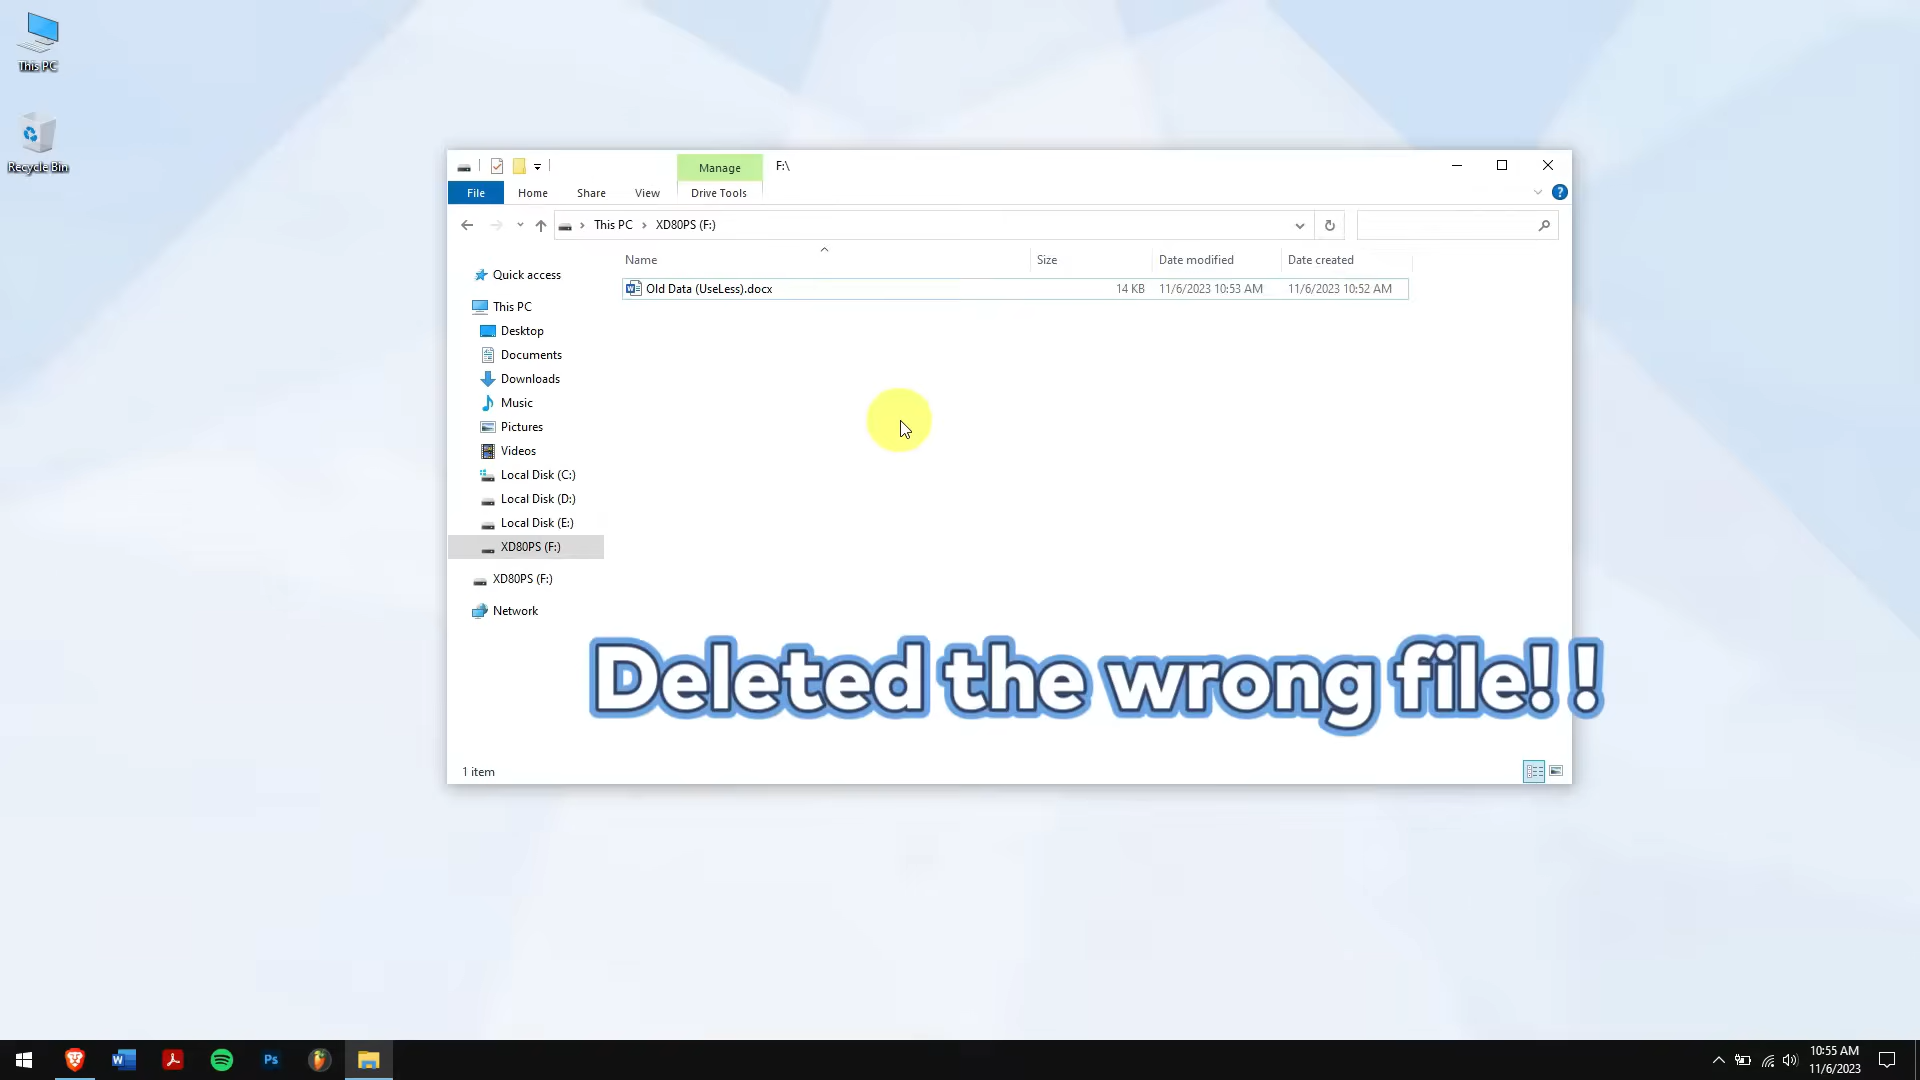 This PC
Recycle Bin
Manage
F:\
File
Home
Share
View
Drive Tools
?
This PC
XD80PS (F:)
Name
Size
Date modified
Date created
Old Data (UseLess).docx
14 KB
11/6/2023 10:53 AM
11/6/2023 10:52 AM
Quick access
This PC
Desktop
Documents
Downloads
Music
Pictures
Videos
Local Disk (C:)
Local Disk (D:)
Local Disk (E:)
XD80PS (F:)
XD80PS (F:)
Network
Deleted the wrong file!!
1 item
W
Ps
10:55 AM
11/6/2023